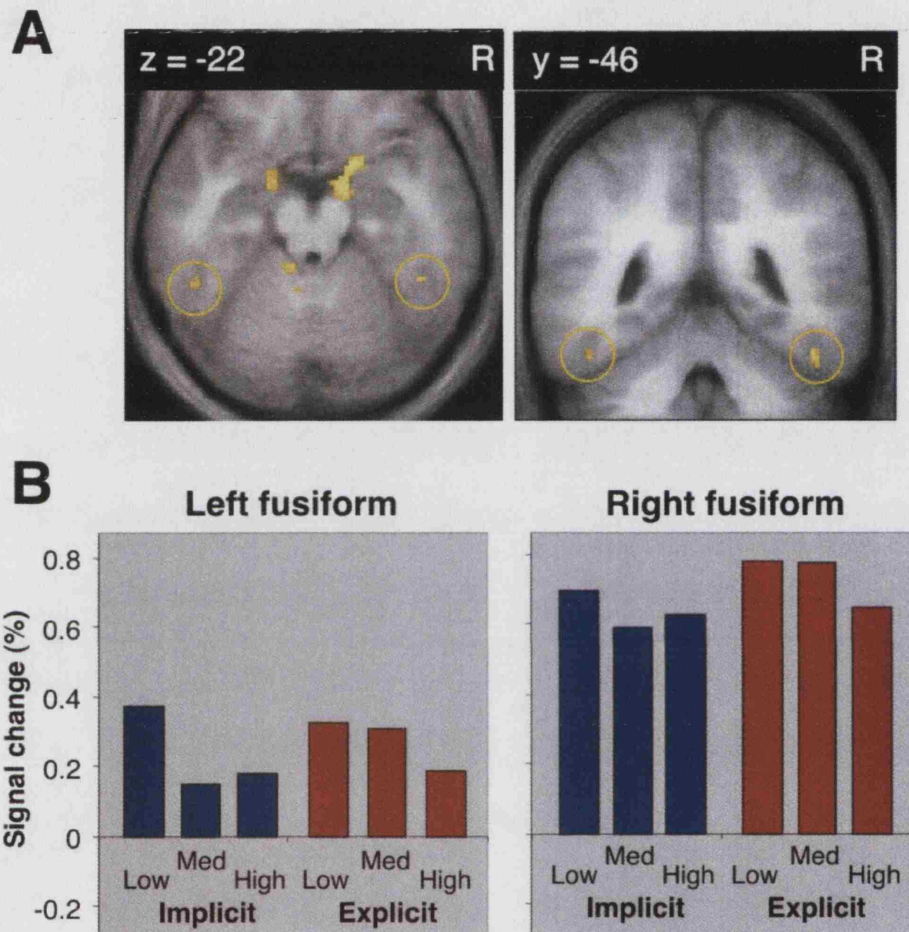 A
z = -22 R
y = -46 R
B
Left fusiform
Right fusiform
Signal change (%)
0.8
0.6
0.4
0.2
0
-0.2
Low Med High Low Med High
Implicit Explicit
Low Med High Low Med High
Implicit Explicit